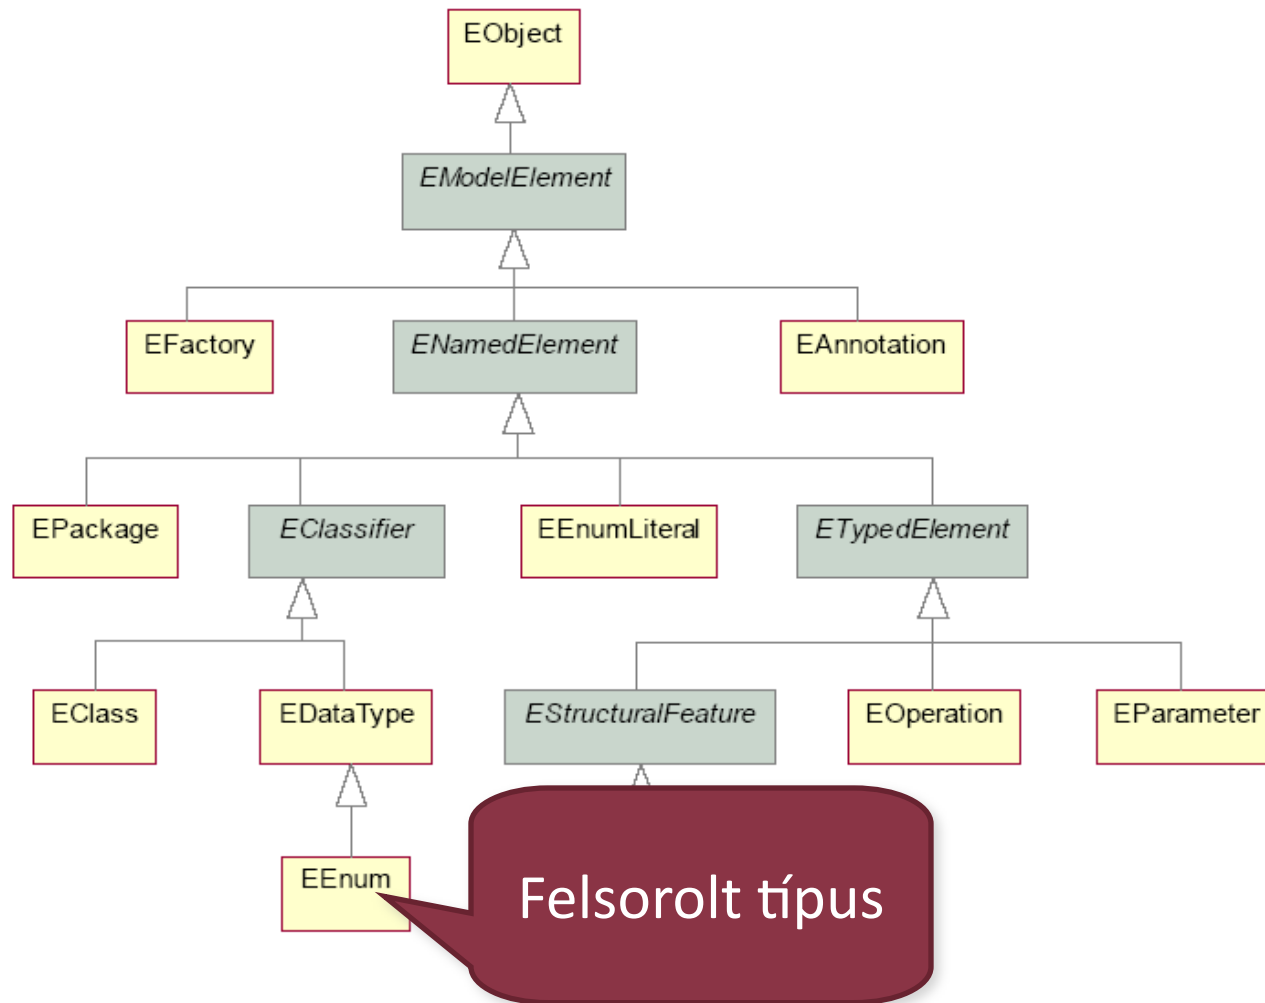 EObject
EModelElement
EFactory
ENamedElement
EAnnotation
EPackage
EClassifier
EEnumLiteral
ETypedElement
EClass
EDataType
EStructuralFeature
EOperation
EParameter
EEnum
Felsorolt típus